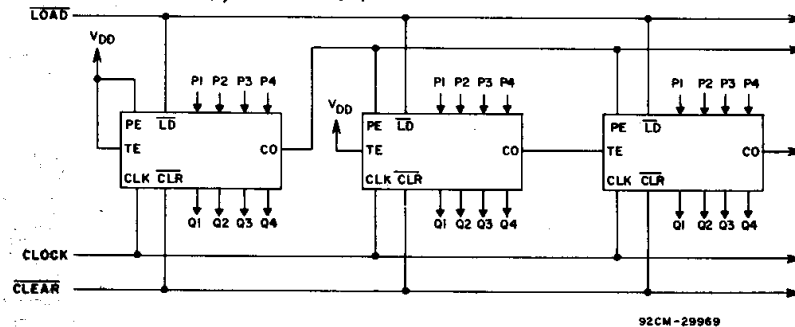 LOAD
VDD
P1 P2 P3 P4
PE LD
TE
CO
CLK CLR
Q1 Q2 Q3 Q4
VDD
P1 P2 P3 P4
PE LD
TE
CO
CLK CLR
Q1 Q2 Q3 Q4
P1 P2 P3 P4
PE LD
TE
CO
CLK CLR
Q1 Q2 Q3 Q4
CLOCK
CLEAR
92CM-29969